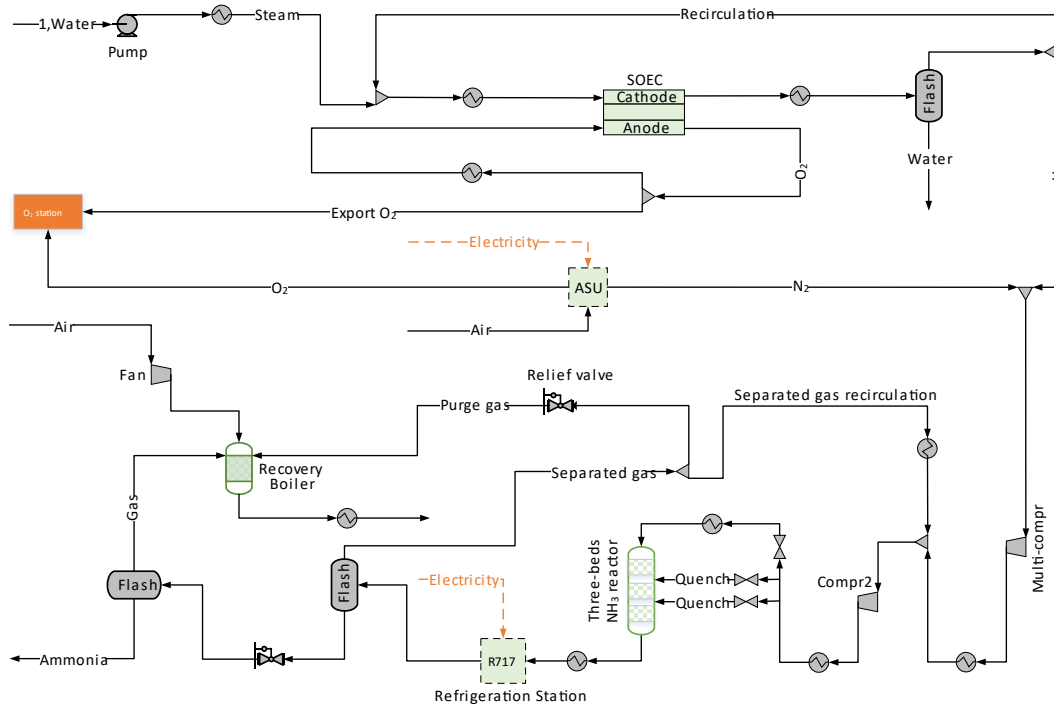 Recirculation
1,Water
Steam
Pump
SOEC
Cathode
Anode
Flash
Water
O₂
O₂ station
Export O₂
Electricity
O₂
ASU
N₂
Air
Air
Fan
Relief valve
Purge gas
Separated gas recirculation
Recovery
Boiler
Separated gas
Gas
Flash
Flash
Electricity
Three-beds
NH₃ reactor
Quench
Quench
Compr2
Multi-compr
Ammonia
R717
Refrigeration Station